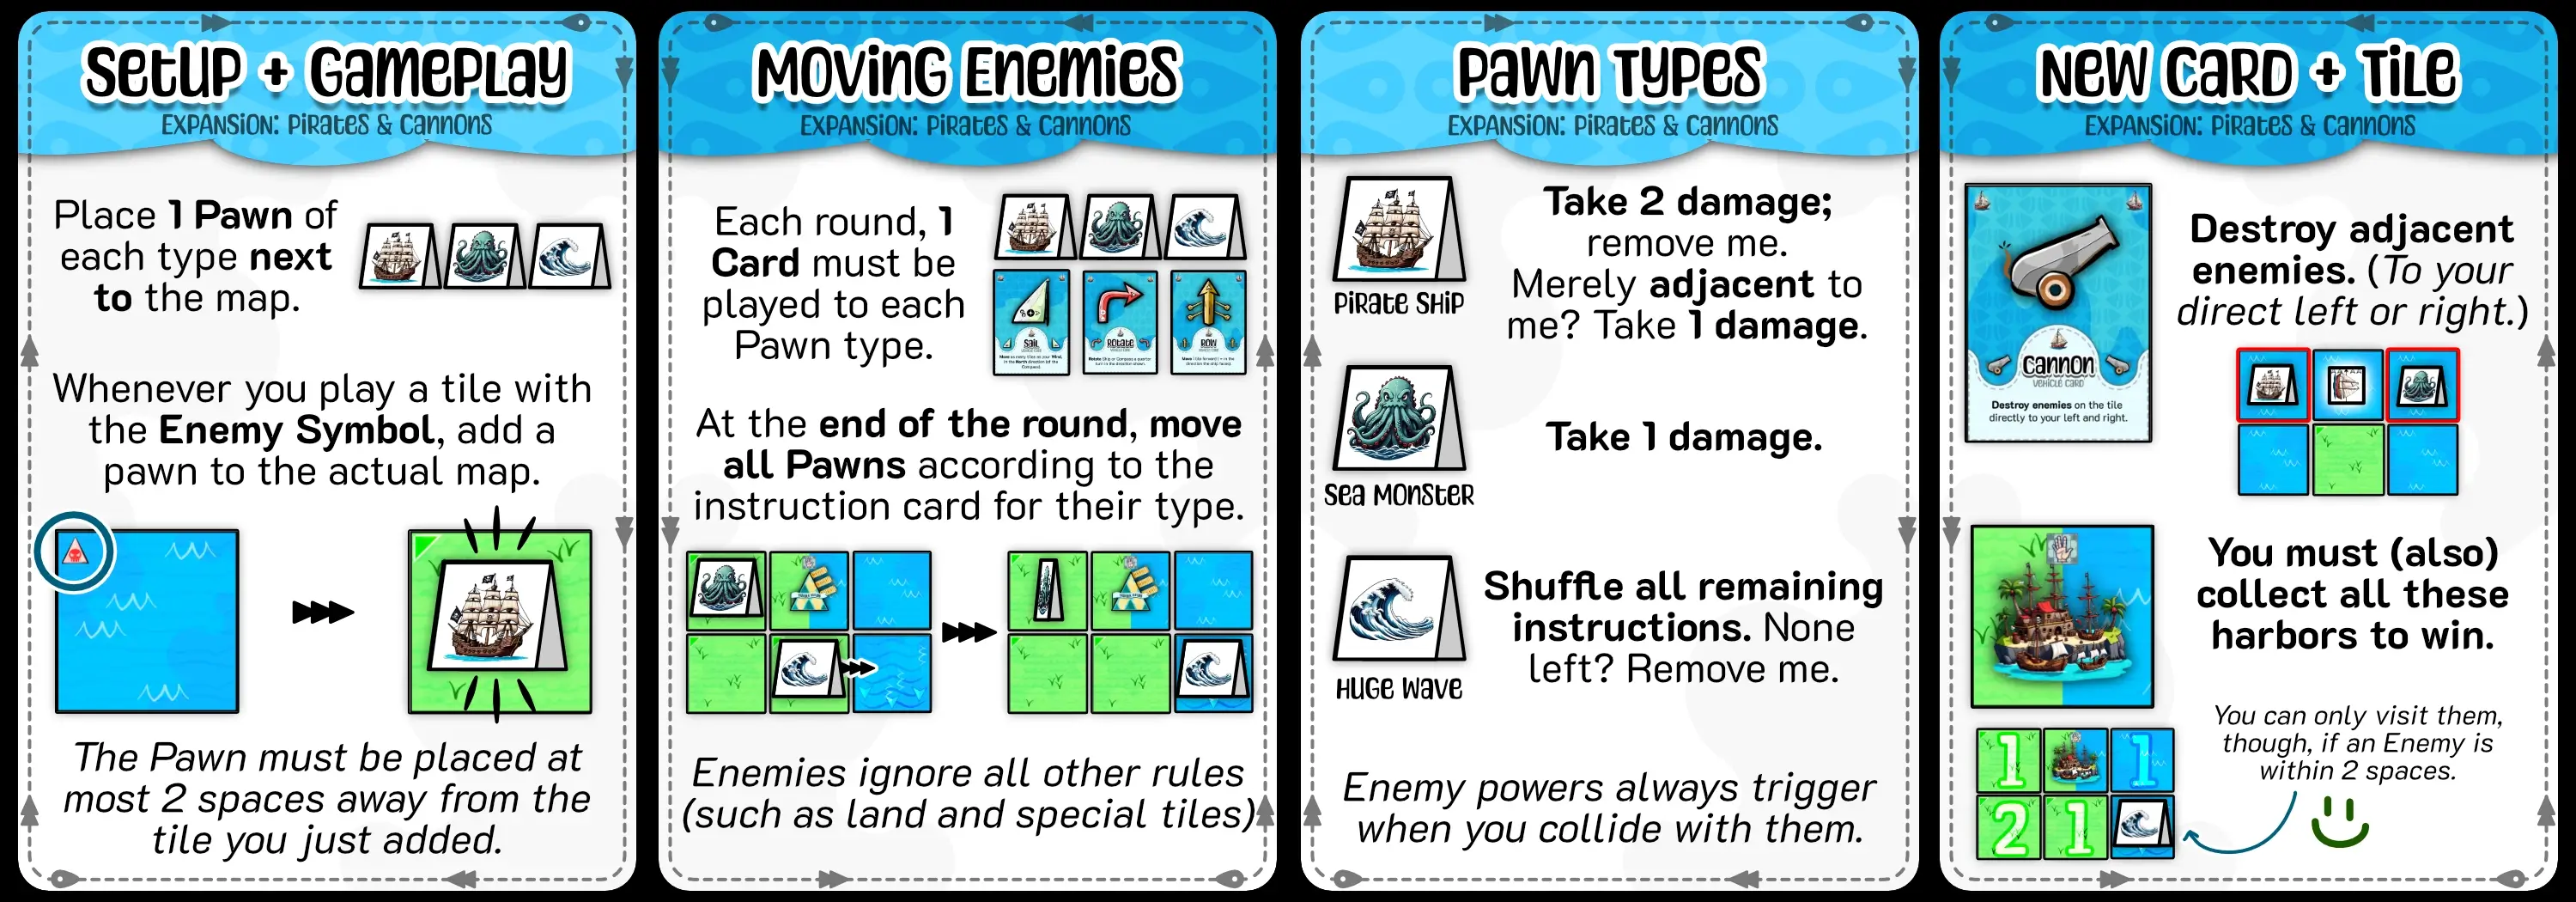 SETUP + GAMEPLAY
EXPANSION: PIRATES & CANNONS
Place 1 Pawn of
each type next
to the map.
Whenever you play a tile with
the Enemy Symbol, add a
pawn to the actual map.
The Pawn must be placed at
most 2 spaces away from the
tile you just added.
MOVING ENEMIES
EXPANSION: PIRATES & CANNONS
Each round, 1
Card must be
played to each
Pawn type.
SAIL
ROTATE
ROW
At the end of the round, move
all Pawns according to the
instruction card for their type.
Enemies ignore all other rules
(such as land and special tiles)
PAWN TYPES
EXPANSION: PIRATES & CANNONS
PIRATE SHIP
Take 2 damage;
remove me.
Merely adjacent to
me? Take 1 damage.
SEA MONSTER
Take 1 damage.
HUGE WAVE
Shuffle all remaining
instructions. None
left? Remove me.
Enemy powers always trigger
when you collide with them.
NEW CARD + TILE
EXPANSION: PIRATES & CANNONS
CANNON
VEHICLE CARD
Destroy enemies on the tile
directly to your left and right.
Destroy adjacent
enemies. (To your
direct left or right.)
You must (also)
collect all these
harbors to win.
You can only visit them,
though, if an Enemy is
within 2 spaces.
1
1
2
1